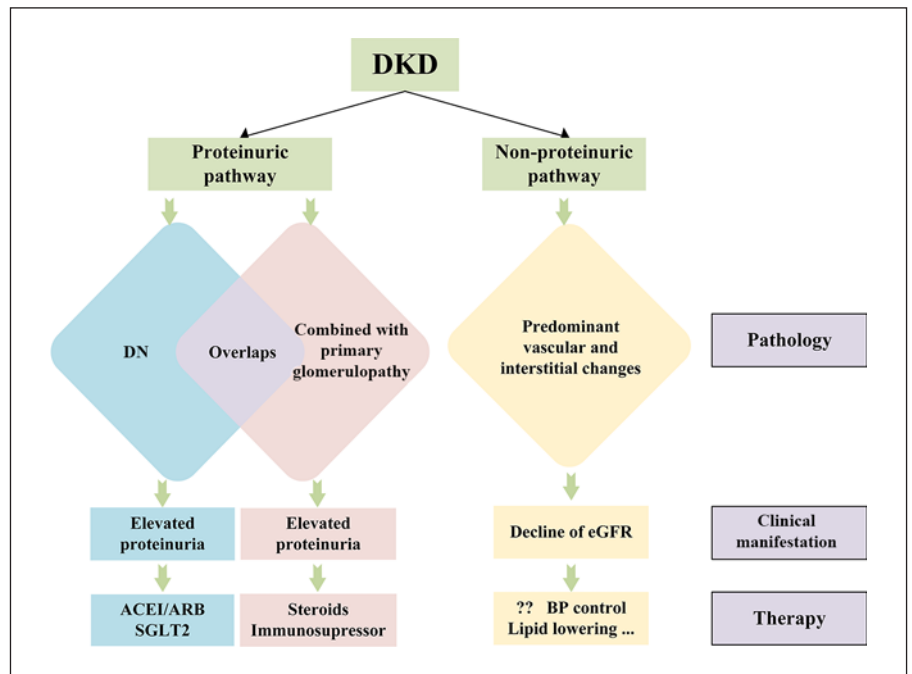 DKD
Proteinuric
pathway
Non-proteinuric
pathway
DN
Overlaps
Combined with
primary
glomerulopathy
Predominant
vascular and
interstitial changes
Pathology
Elevated
proteinuria
Elevated
proteinuria
Decline of eGFR
Clinical
manifestation
ACEI/ARB
SGLT2
Steroids
Immunosupressor
?? BP control
Lipid lowering ...
Therapy